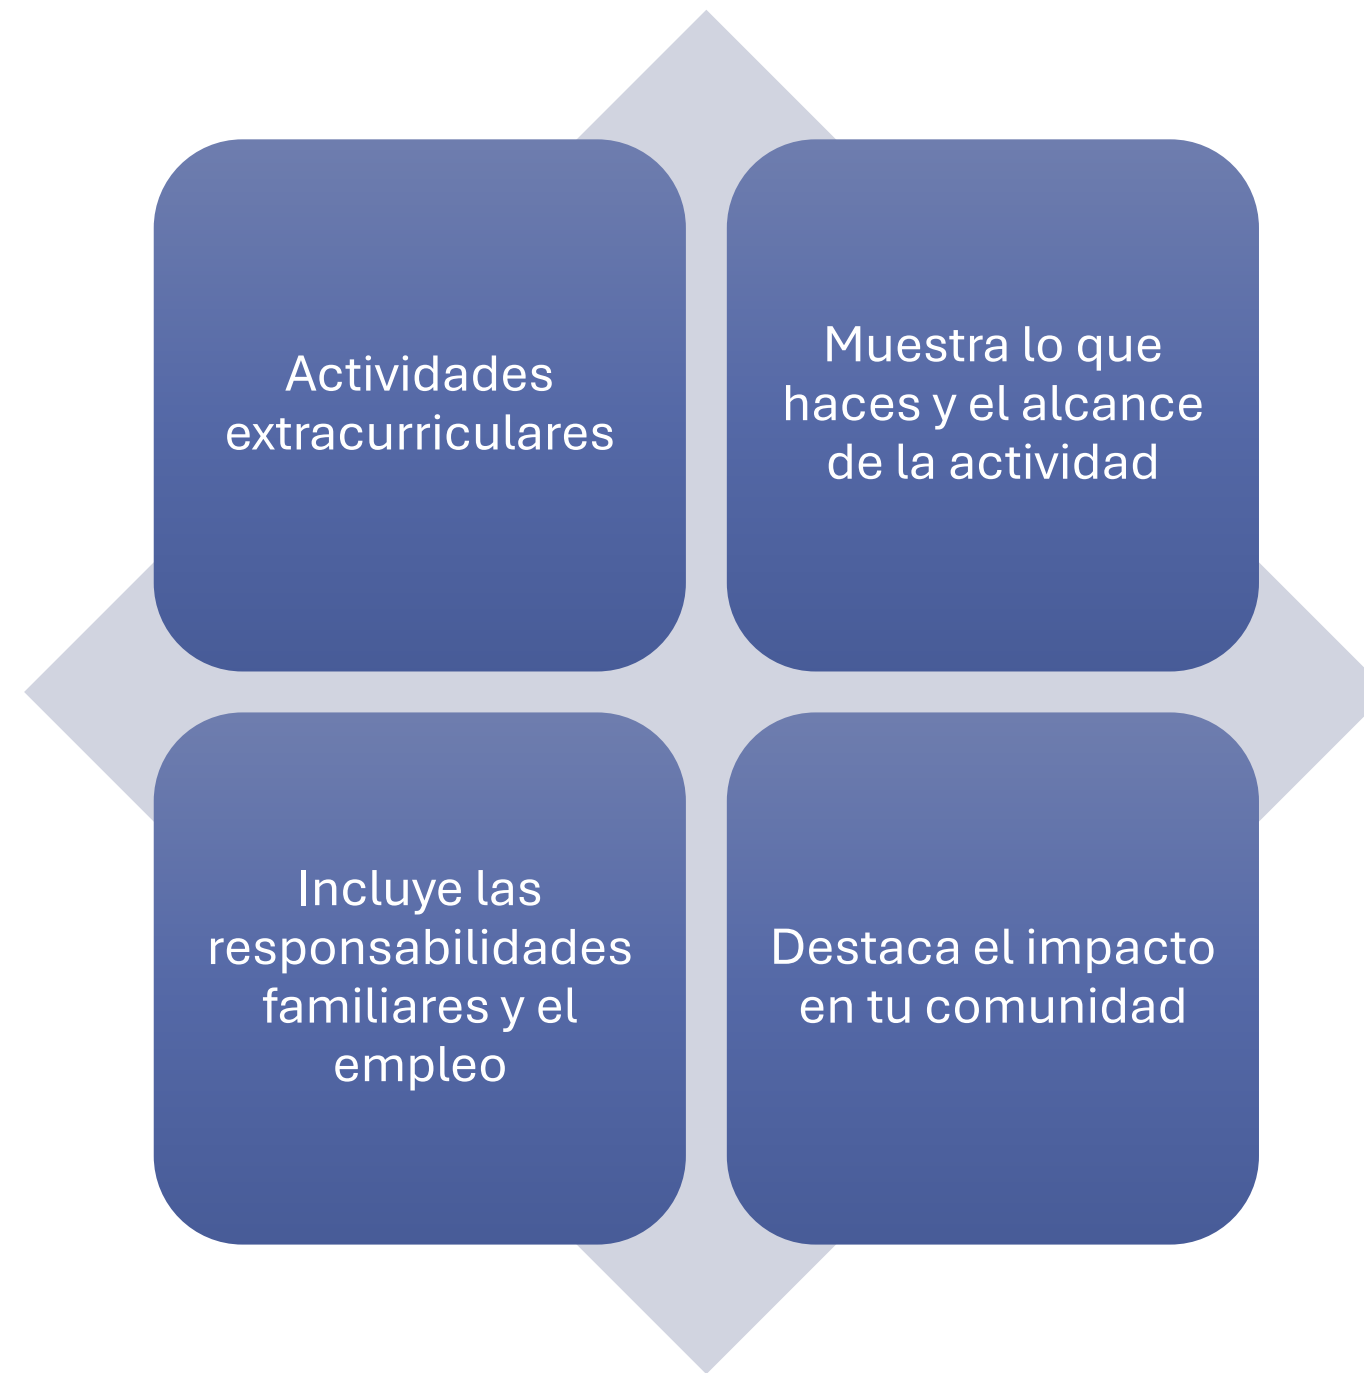 Actividades
extracurriculares
Muestra lo que
haces y el alcance
de la actividad
Incluye las
responsabilidades
familiares y el
empleo
Destaca el impacto
en tu comunidad